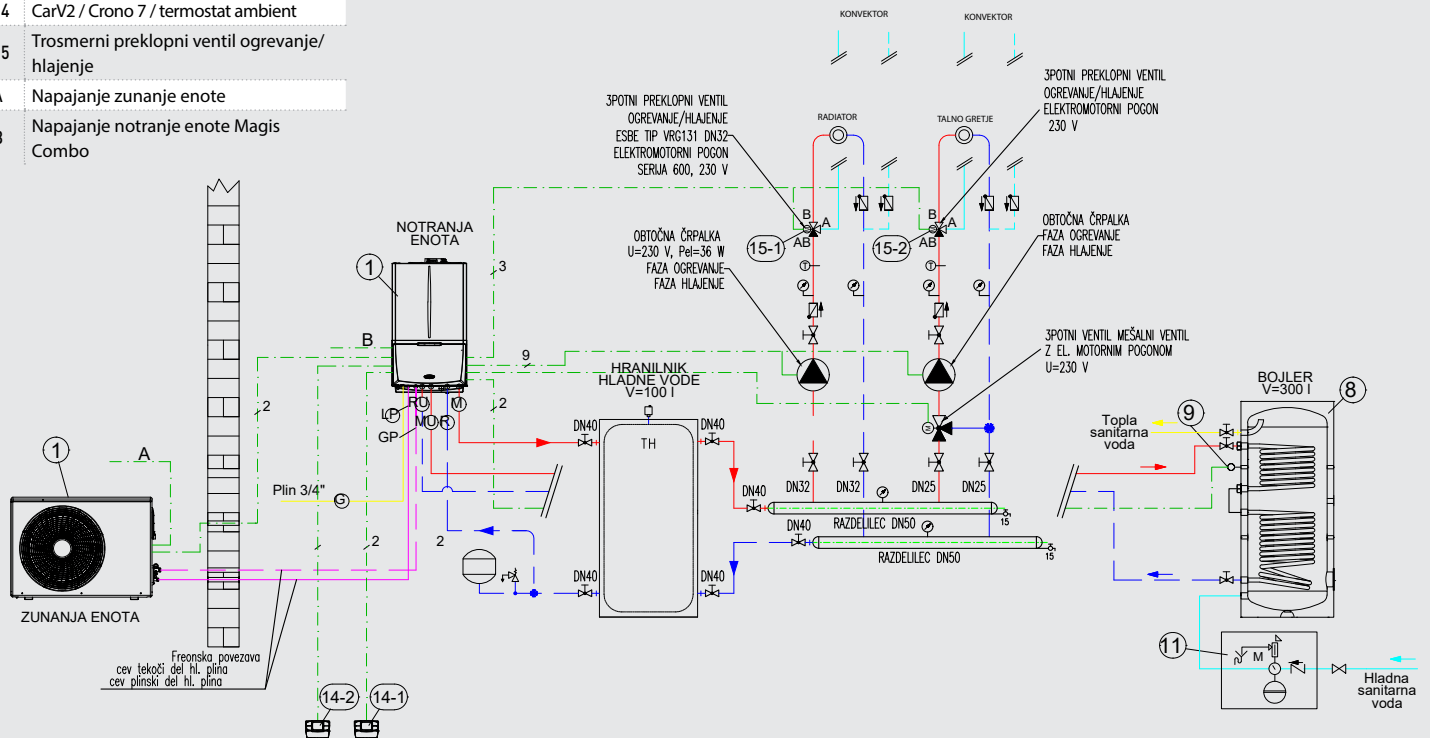 4 CarV2 / Crono 7 / termostat ambient
5 Trosmerni preklopni ventil ogrevanje/
hlajenje
Napajanje zunanje enote
Napajanje notranje enote Magis
Combo
KONVEKTOR
KONVEKTOR
3POTNI PREKLOPNI VENTIL
OGREVANJE/HLAJENJE
ESBE TIP VRG131 DN32
ELEKTROMOTORNI POGON
SERIJA 600, 230 V
RADIATOR
TALNO GRETJE
3POTNI PREKLOPNI VENTIL
OGREVANJE/HLAJENJE
ELEKTROMOTORNI POGON
230 V
B
A
AB
15-1
B
A
AB
15-2
OBTOČNA ČRPALKA
U=230 V, Pel=36 W
FAZA OGREVANJE
FAZA HLAJENJE
OBTOČNA ČRPALKA
FAZA OGREVANJE
FAZA HLAJENJE
T
T
NOTRANJA
ENOTA
1
3
B
9
2
2
LP
RU
M
GP
MU
R
HRANILNIK
HLADNE VODE
V=100 l
TH
3POTNI VENTIL MEŠALNI VENTIL
Z EL. MOTORNIM POGONOM
U=230 V
M
BOJLER
V=300 l
8
9
Topla
sanitarna
voda
1
A
Plin 3/4"
G
2
2
DN40
DN40
DN40
DN40
DN40
DN40
DN32
DN32
DN25
DN25
RAZDELILEC DN50
15
RAZDELILEC DN50
15
ZUNANJA ENOTA
Freonska povezava
cev tekoči del hl. plina
cev plinski del hl. plina
14-2
14-1
11
M
Hladna
sanitarna
voda